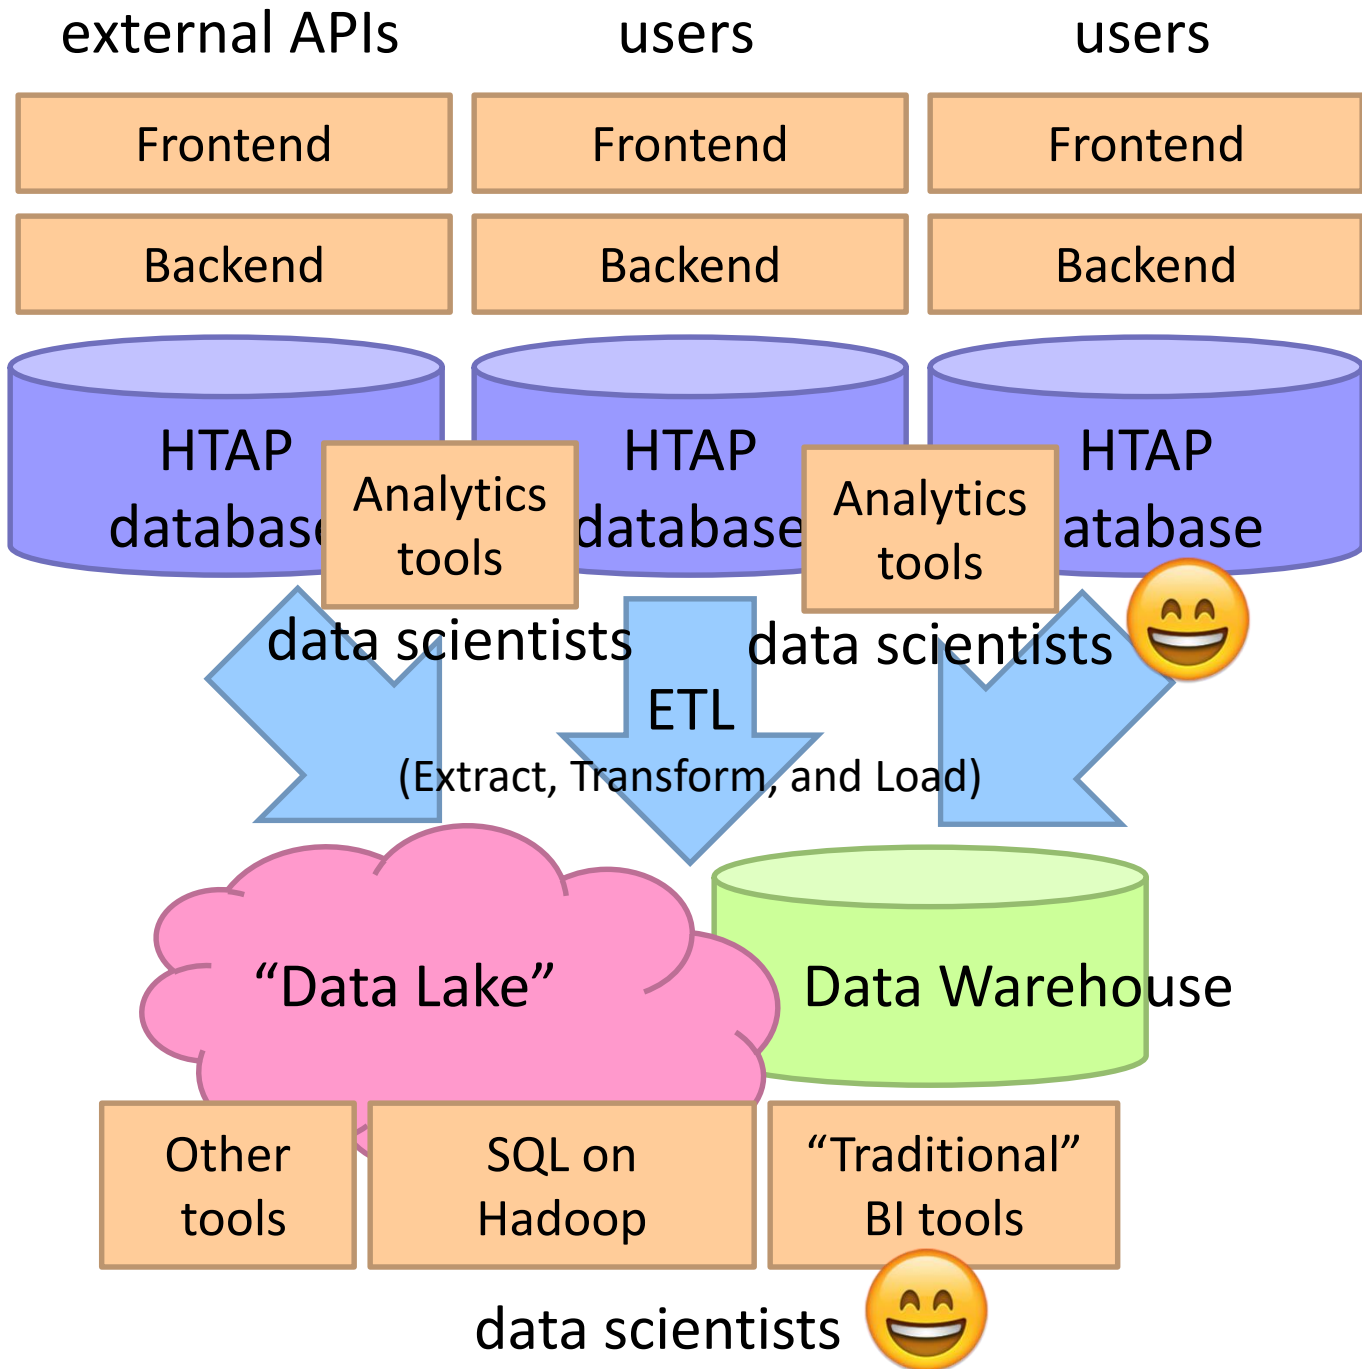 external APIs
users
users
Frontend
Frontend
Frontend
Backend
Backend
Backend
HTAP
database
HTAP
database
HTAP
atabase
Analytics
tools
Analytics
tools
data scientists
data scientists
ETL
(Extract, Transform, and Load)
“Data Lake”
Data Warehouse
Other
tools
SQL on
Hadoop
“Traditional”
BI tools
data scientists